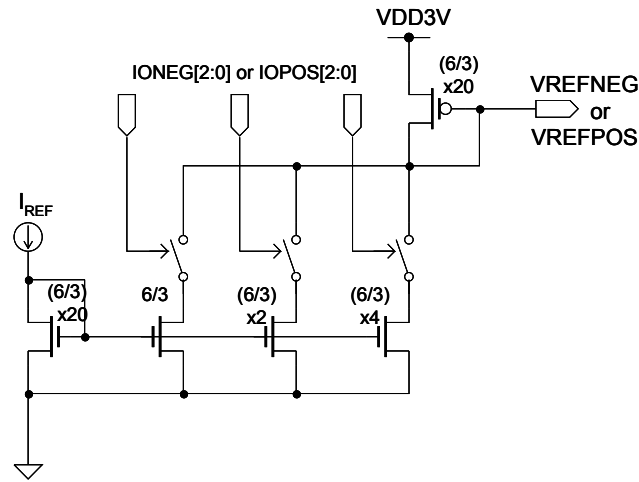 VDD3V
IONEG[2:0] or IOPOS[2:0]
(6/3)
x20
VREFNEG
or
VREFPOS
IREF
(6/3)
x20
6/3
(6/3)
x2
(6/3)
x4